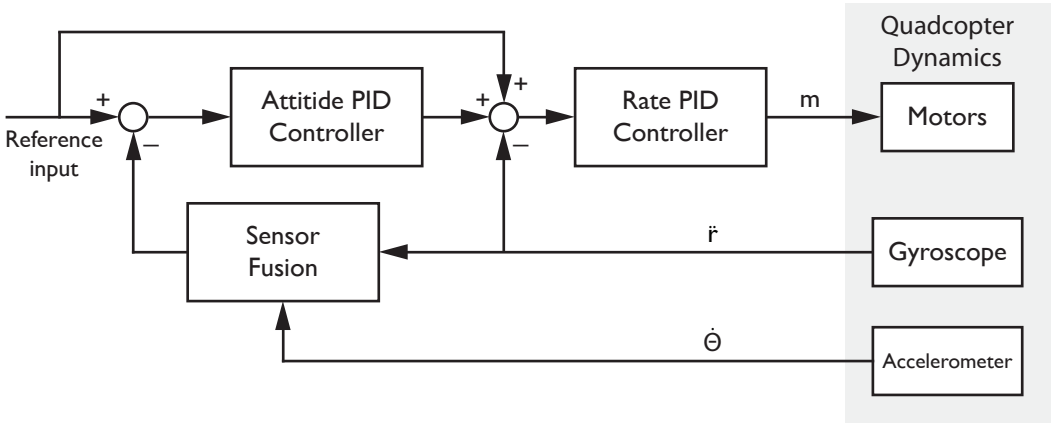 Quadcopter
Dynamics
+
Reference
input
+
−
Attitide PID
Controller
+
+
−
Rate PID
Controller
m
Motors
Sensor
Fusion
r̈
Gyroscope
Θ̇
Accelerometer